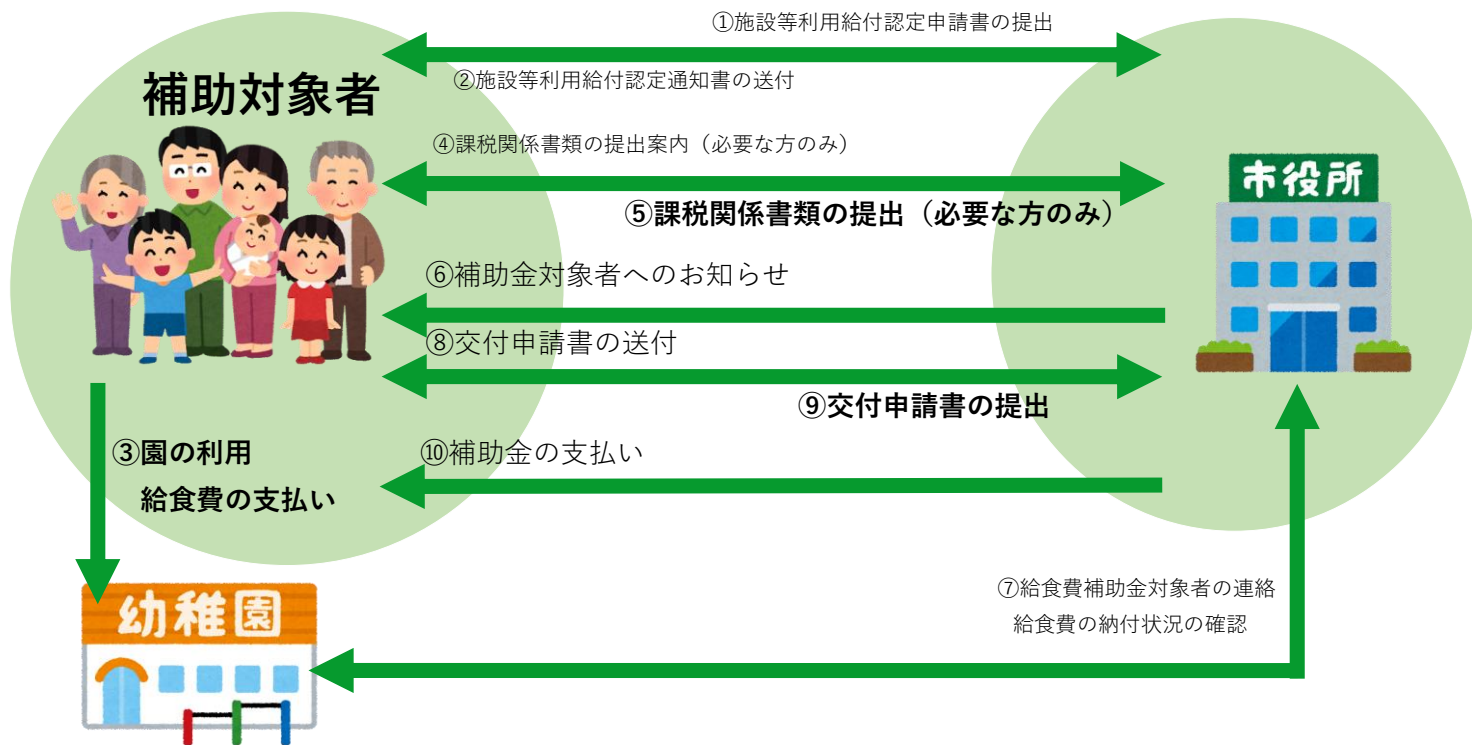 ①施設等利用給付認定申請書の提出
②施設等利用給付認定通知書の送付
補助対象者
④課税関係書類の提出案内（必要な方のみ）
市役所
⑤課税関係書類の提出（必要な方のみ）
⑥補助金対象者へのお知らせ
⑧交付申請書の送付
⑨交付申請書の提出
③園の利用
給食費の支払い
⑩補助金の支払い
⑦給食費補助金対象者の連絡
給食費の納付状況の確認
幼稚園